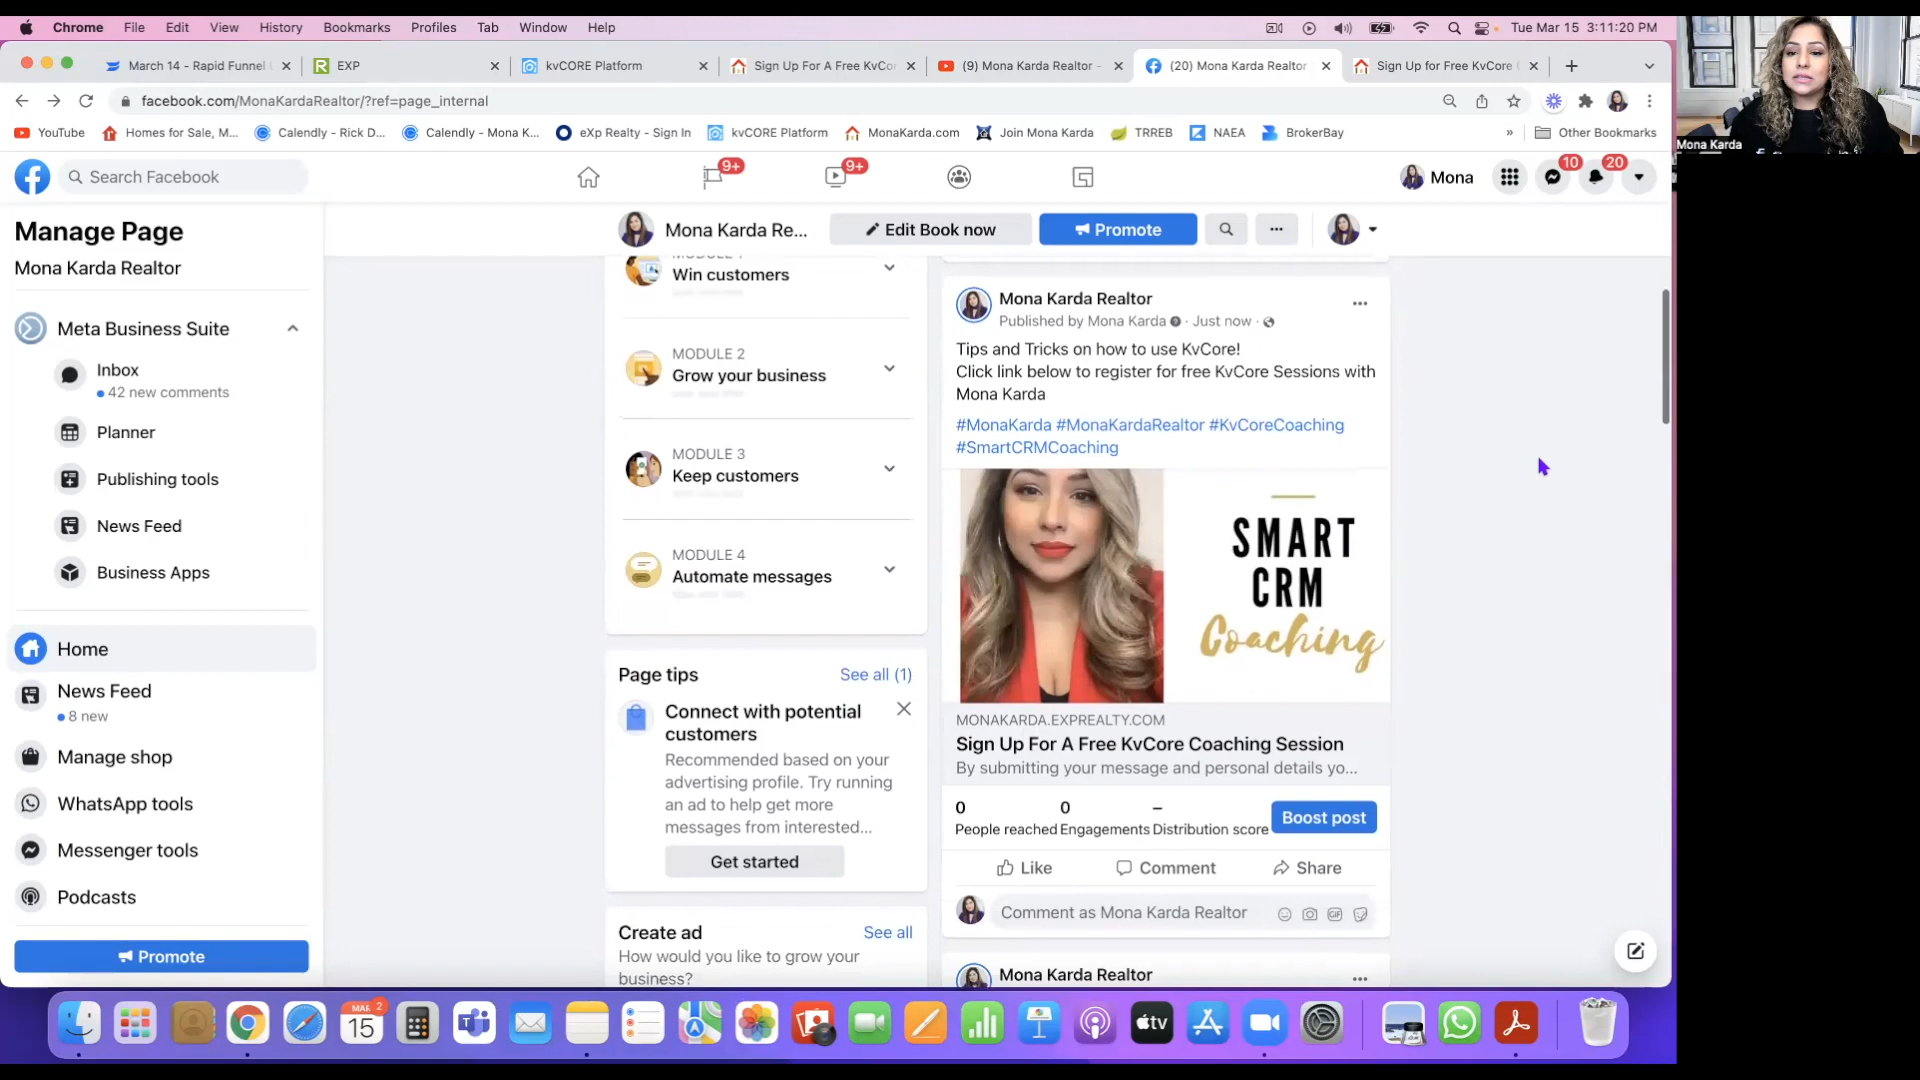 Chrome File Edit View History Bookmarks Profiles Tab Window Help Tue Mar 15 3:11:20 PM
March 14 - Rapid Funnel EXP kvCORE Platform Sign Up For A Free KvCo (9) Mona Karda Realtor - (20) Mona Karda Realtor Sign Up for Free KvCore
facebook.com/MonaKardaRealtor/?ref=page_internal
YouTube Homes for Sale, M... Calendly - Rick D... Calendly - Mona K... eXp Realty - Sign In kvCORE Platform MonaKarda.com Join Mona Karda TRREB NAEA BrokerBay » Other Bookmarks
Mona Karda
Search Facebook 9+ 9+ Mona 10 20
Manage Page
Mona Karda Realtor
Meta Business Suite
Inbox
42 new comments
Planner
Publishing tools
News Feed
Business Apps
Home
News Feed
8 new
Manage shop
WhatsApp tools
Messenger tools
Podcasts
Promote
Mona Karda Re... Edit Book now Promote
Win customers
MODULE 2
Grow your business
MODULE 3
Keep customers
MODULE 4
Automate messages
Page tips See all (1)
Connect with potential
customers
Recommended based on your
advertising profile. Try running
an ad to help get more
messages from interested...
Get started
Create ad See all
How would you like to grow your
business?
Mona Karda Realtor
Published by Mona Karda · Just now ·
Tips and Tricks on how to use KvCore!
Click link below to register for free KvCore Sessions with
Mona Karda
#MonaKarda #MonaKardaRealtor #KvCoreCoaching
#SmartCRMCoaching
SMART
CRM
Coaching
MONAKARDA.EXPREALTY.COM
Sign Up For A Free KvCore Coaching Session
By submitting your message and personal details yo...
0 0 –
People reached Engagements Distribution score Boost post
Like Comment Share
Comment as Mona Karda Realtor GIF
Mona Karda Realtor
MAR 2
15
tv